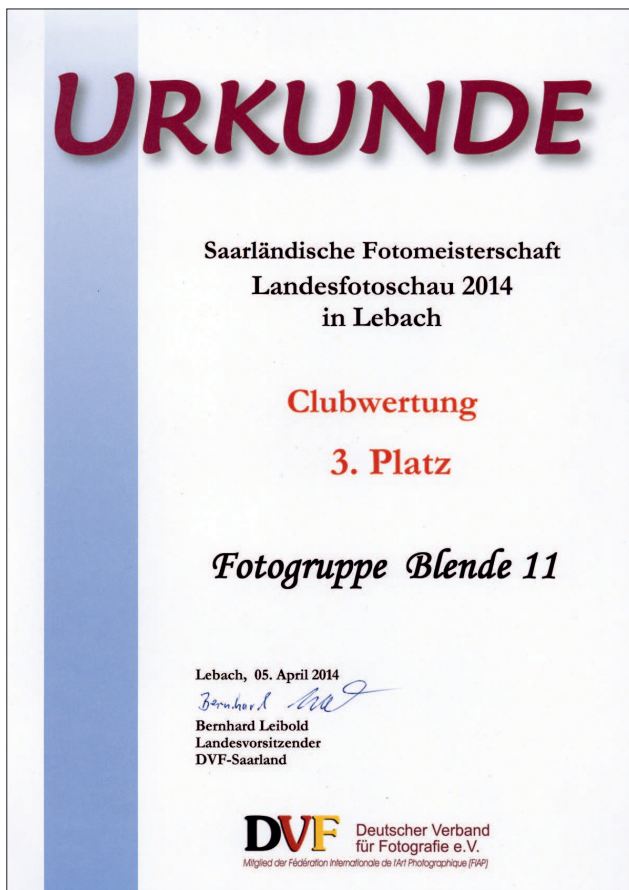 URKUNDE
Saarländische Fotomeisterschaft
Landesfotoschau 2014
in Lebach
Clubwertung
3. Platz
Fotogruppe Blende 11
Lebach, 05. April 2014
Bernhard
Bernhard Leibold
Landesvorsitzender
DVF-Saarland
DVF Deutscher Verband
für Fotografie e.V.
Mitglied der Fédération Internationale de l'Art Photographique (FIAP)